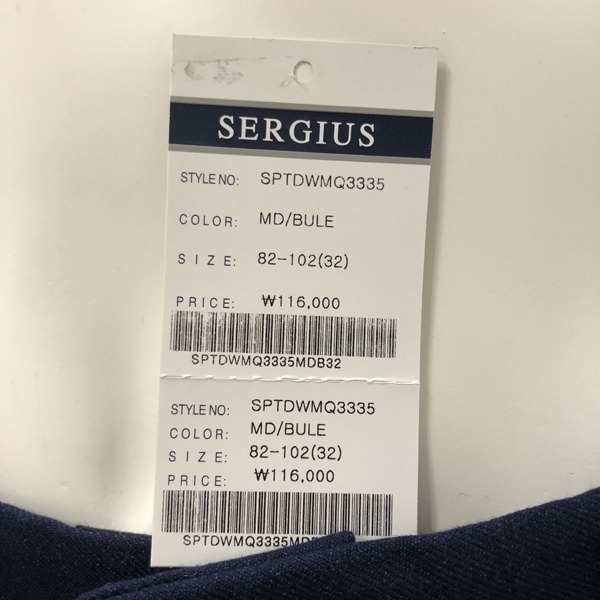 SERGIUS
STYLE NO: SPTDWMQ3335
COLOR: MD/BULE
SIZE: 82-102(32)
PRICE: ₩116,000
SPTDWMQ3335MDB32
STYLE NO: SPTDWMQ3335
COLOR: MD/BULE
SIZE: 82-102(32)
PRICE: ₩116,000